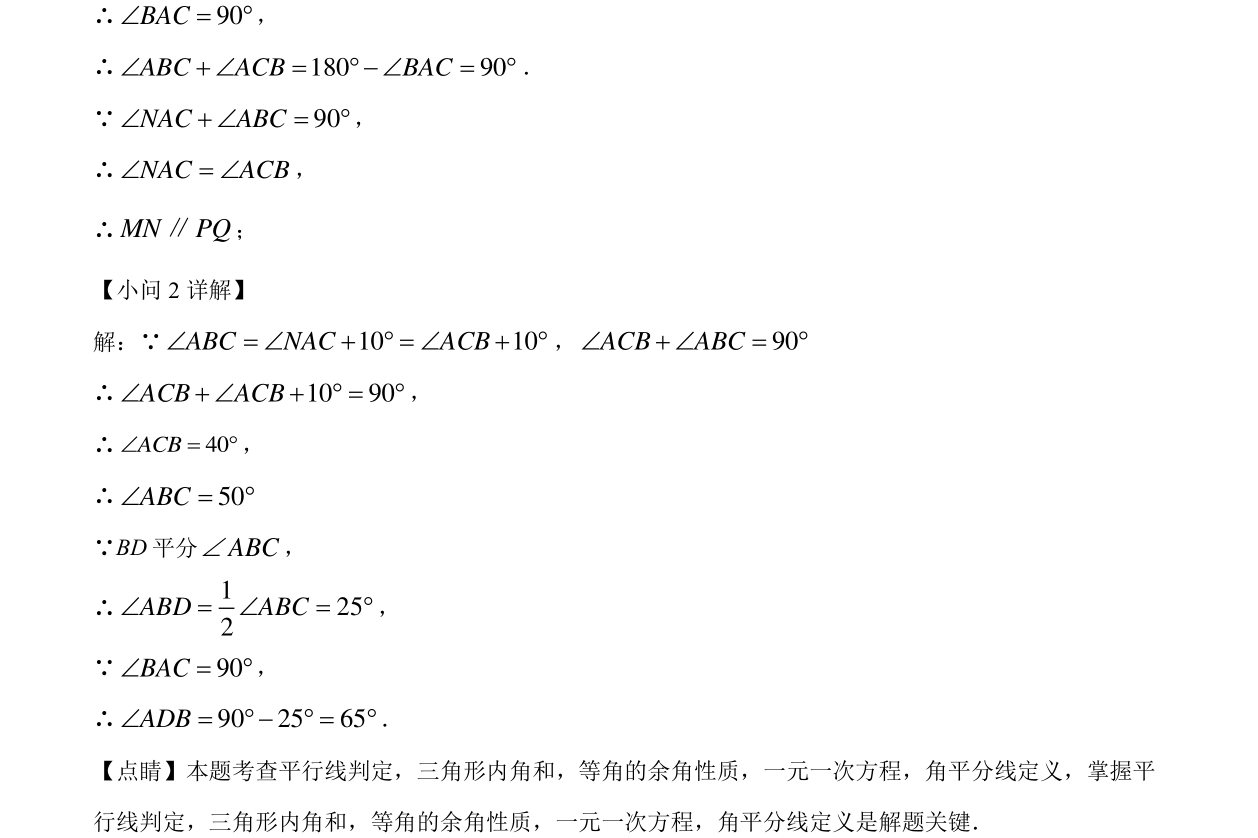 ∴∠BAC=90°，
∴∠ABC+∠ACB=180°−∠BAC=90°．
∵∠NAC+∠ABC=90°，
∴∠NAC=∠ACB，
∴MN∥PQ；
【小问 2 详解】
解：∵∠ABC=∠NAC+10°=∠ACB+10°，∠ACB+∠ABC=90°
∴∠ACB+∠ACB+10°=90°，
∴∠ACB=40°，
∴∠ABC=50°
∵BD 平分∠ABC，
∴∠ABD=1/2∠ABC=25°，
∵∠BAC=90°，
∴∠ADB=90°−25°=65°．
【点睛】本题考查平行线判定，三角形内角和，等角的余角性质，一元一次方程，角平分线定义，掌握平
行线判定，三角形内角和，等角的余角性质，一元一次方程，角平分线定义是解题关键．